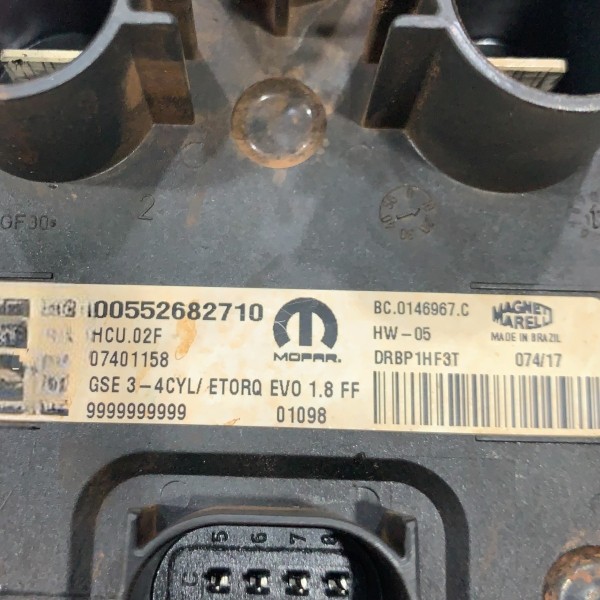 GF30
2
00552682710
HCU.02F
07401158
GSE 3-4CYL/ ETORQ EVO 1.8 FF
9999999999 01098
MOPAR.
BC.0146967.C
HW-05
DRBP1HF3T 074/17
MAGNETI MARELLI
MADE IN BRAZIL
5 6 7 8
C